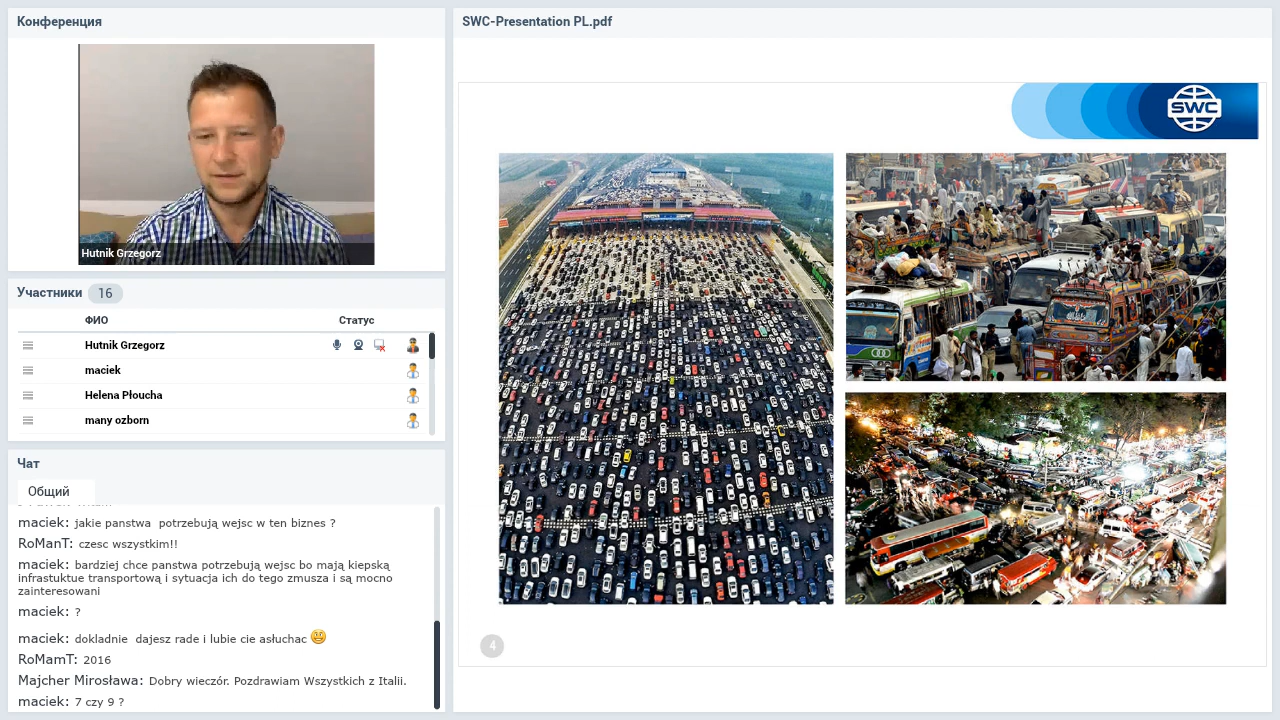 Конференция
Hutnik Grzegorz
Участники 16
ФИО Статус
Hutnik Grzegorz
maciek
Helena Płoucha
many ozborn
Чат
Общий
maciek: jakie panstwa potrzebują wejsc w ten biznes ?
RoManT: czesc wszystkim!!
maciek: bardziej chce panstwa potrzebują wejsc bo mają kiepską
infrastuktue transportową i sytuacja ich do tego zmusza i są mocno
zainteresowani
maciek: ?
maciek: dokladnie dajesz rade i lubie cie asłuchac
RoMamT: 2016
Majcher Mirosława: Dobry wieczór. Pozdrawiam Wszystkich z Italii.
maciek: 7 czy 9 ?
SWC-Presentation PL.pdf
SWC
4